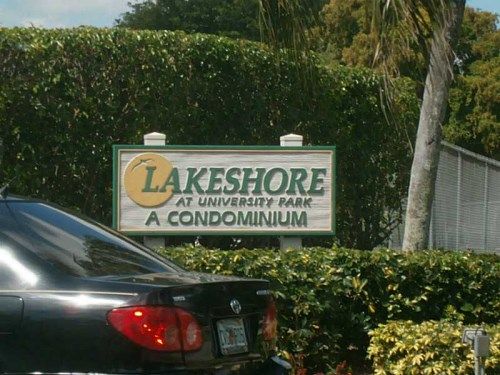 LAKESHORE
AT UNIVERSITY PARK
A CONDOMINIUM